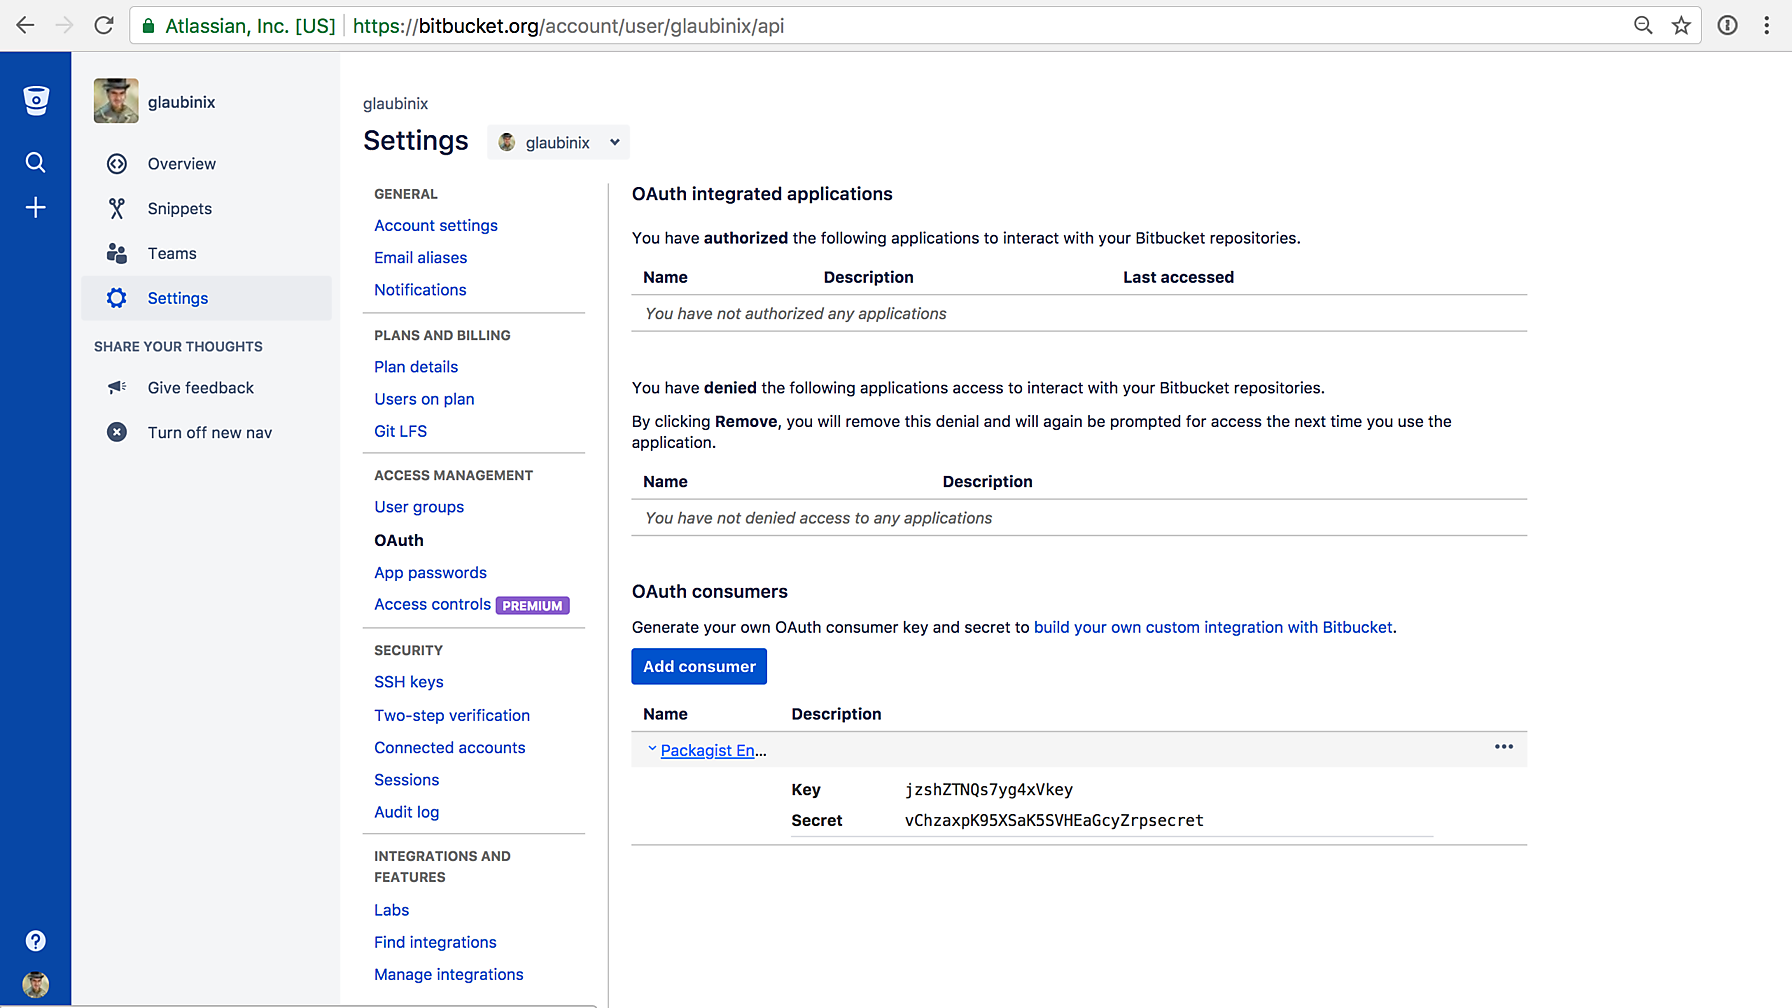 Atlassian, Inc. [US] https://bitbucket.org/account/user/glaubinix/api
glaubinix
Overview
Snippets
Teams
Settings
SHARE YOUR THOUGHTS
Give feedback
Turn off new nav
glaubinix
Settings glaubinix
GENERAL
Account settings
Email aliases
Notifications
PLANS AND BILLING
Plan details
Users on plan
Git LFS
ACCESS MANAGEMENT
User groups
OAuth
App passwords
Access controls PREMIUM
SECURITY
SSH keys
Two-step verification
Connected accounts
Sessions
Audit log
INTEGRATIONS AND
FEATURES
Labs
Find integrations
Manage integrations
OAuth integrated applications
You have authorized the following applications to interact with your Bitbucket repositories.
Name Description Last accessed
You have not authorized any applications
You have denied the following applications access to interact with your Bitbucket repositories.
By clicking Remove, you will remove this denial and will again be prompted for access the next time you use the
application.
Name Description
You have not denied access to any applications
OAuth consumers
Generate your own OAuth consumer key and secret to build your own custom integration with Bitbucket.
Add consumer
Name Description
Packagist En...
Key jzshZTNQs7yg4xVkey
Secret vChzaxpK95XSaK5SVHEaGcyZrpsecret